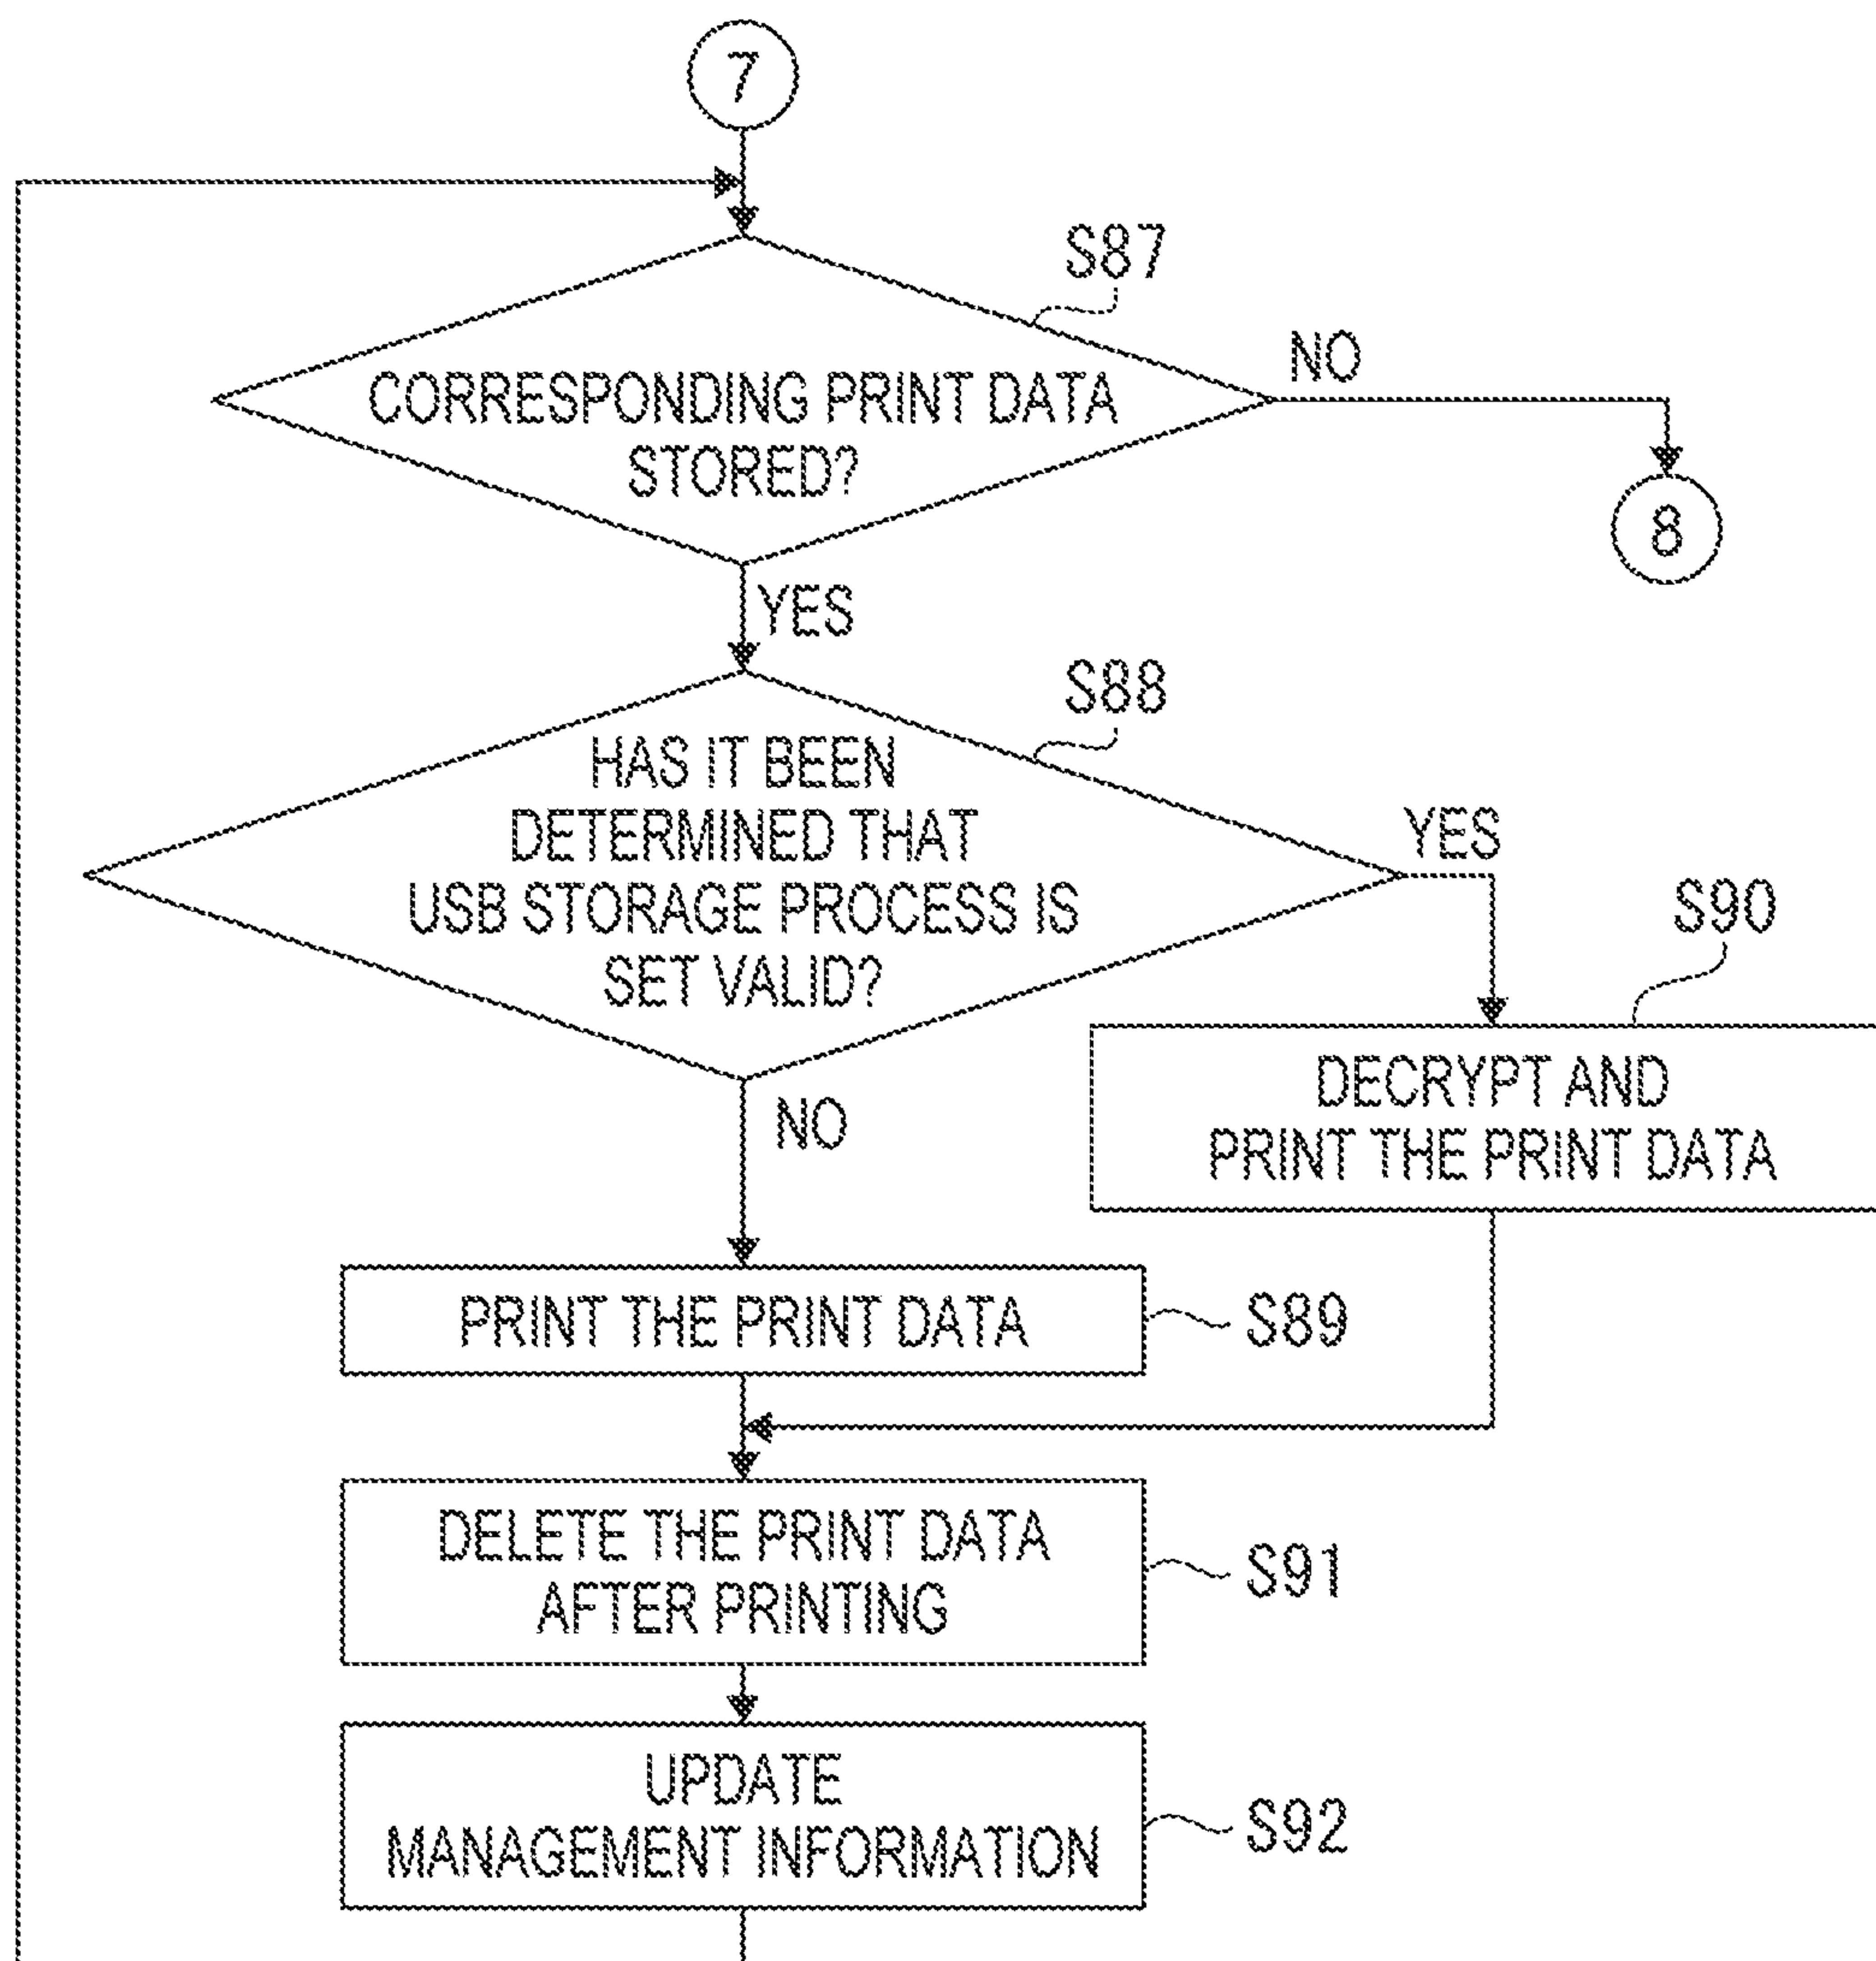 7
S87
NO
CORRESPONDING PRINT DATA
STORED?
8
YES
S88
HAS IT BEEN
DETERMINED THAT
USB STORAGE PROCESS IS
SET VALID?
YES
S90
DECRYPT AND
PRINT THE PRINT DATA
NO
PRINT THE PRINT DATA
S89
DELETE THE PRINT DATA
AFTER PRINTING
S91
UPDATE
MANAGEMENT INFORMATION
S92